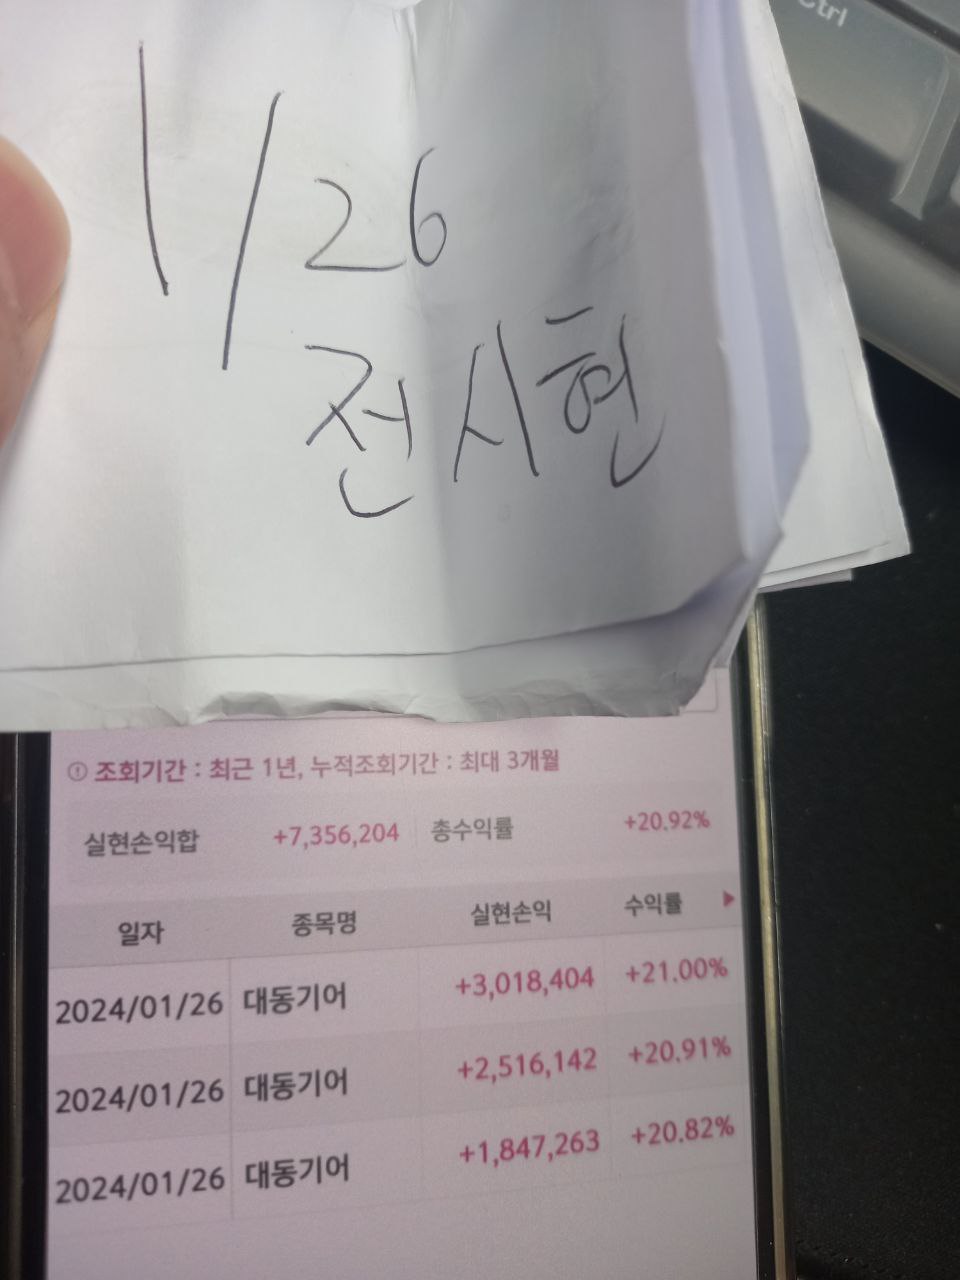 Ctrl
1/26
전시현
① 조회기간 : 최근 1년, 누적조회기간 : 최대 3개월
실현손익합 +7,356,204 총수익률 +20.92%
일자 종목명 실현손익 수익률 ▶
2024/01/26 대동기어 +3,018,404 +21.00%
2024/01/26 대동기어 +2,516,142 +20.91%
2024/01/26 대동기어 +1,847,263 +20.82%